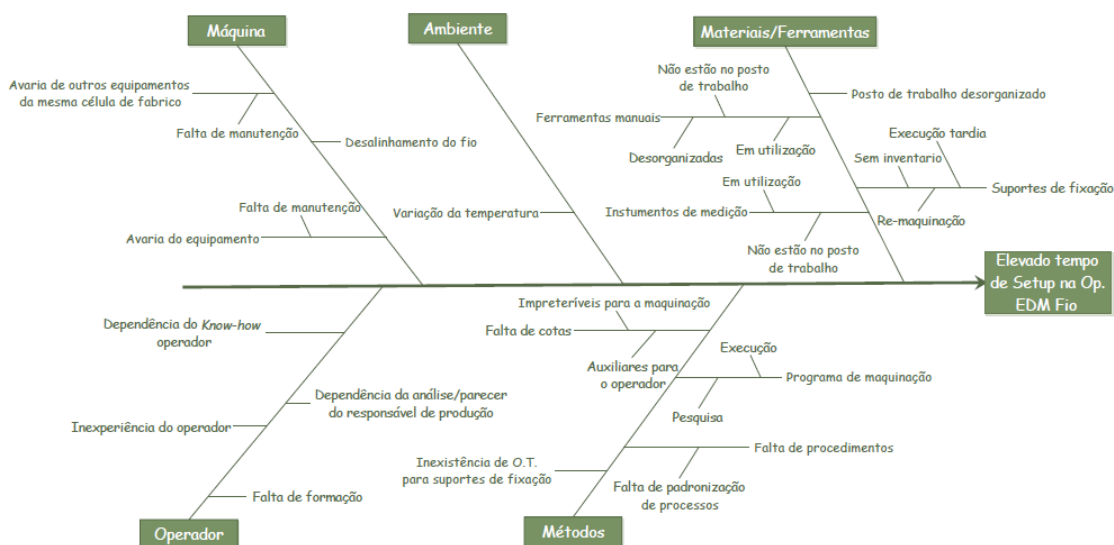 Máquina
Ambiente
Materiais/Ferramentas
Avaria de outros equipamentos
da mesma célula de fabrico
Falta de manutenção
Desalinhamento do fio
Falta de manutenção
Avaria do equipamento
Variação da temperatura
Não estão no posto
de trabalho
Ferramentas manuais
Desorganizadas
Em utilização
Posto de trabalho desorganizado
Execução tardia
Sem inventario
Suportes de fixação
Re-maquinação
Em utilização
Instumentos de medição
Não estão no posto
de trabalho
Elevado tempo
de Setup na Op.
EDM Fio
Dependência do Know-how
operador
Dependência da análise/parecer
do responsável de produção
Inexperiência do operador
Falta de formação
Operador
Impreteríveis para a maquinação
Falta de cotas
Auxiliares para
o operador
Execução
Programa de maquinação
Pesquisa
Falta de procedimentos
Inexistência de O.T.
para suportes de fixação
Falta de padronização
de processos
Métodos